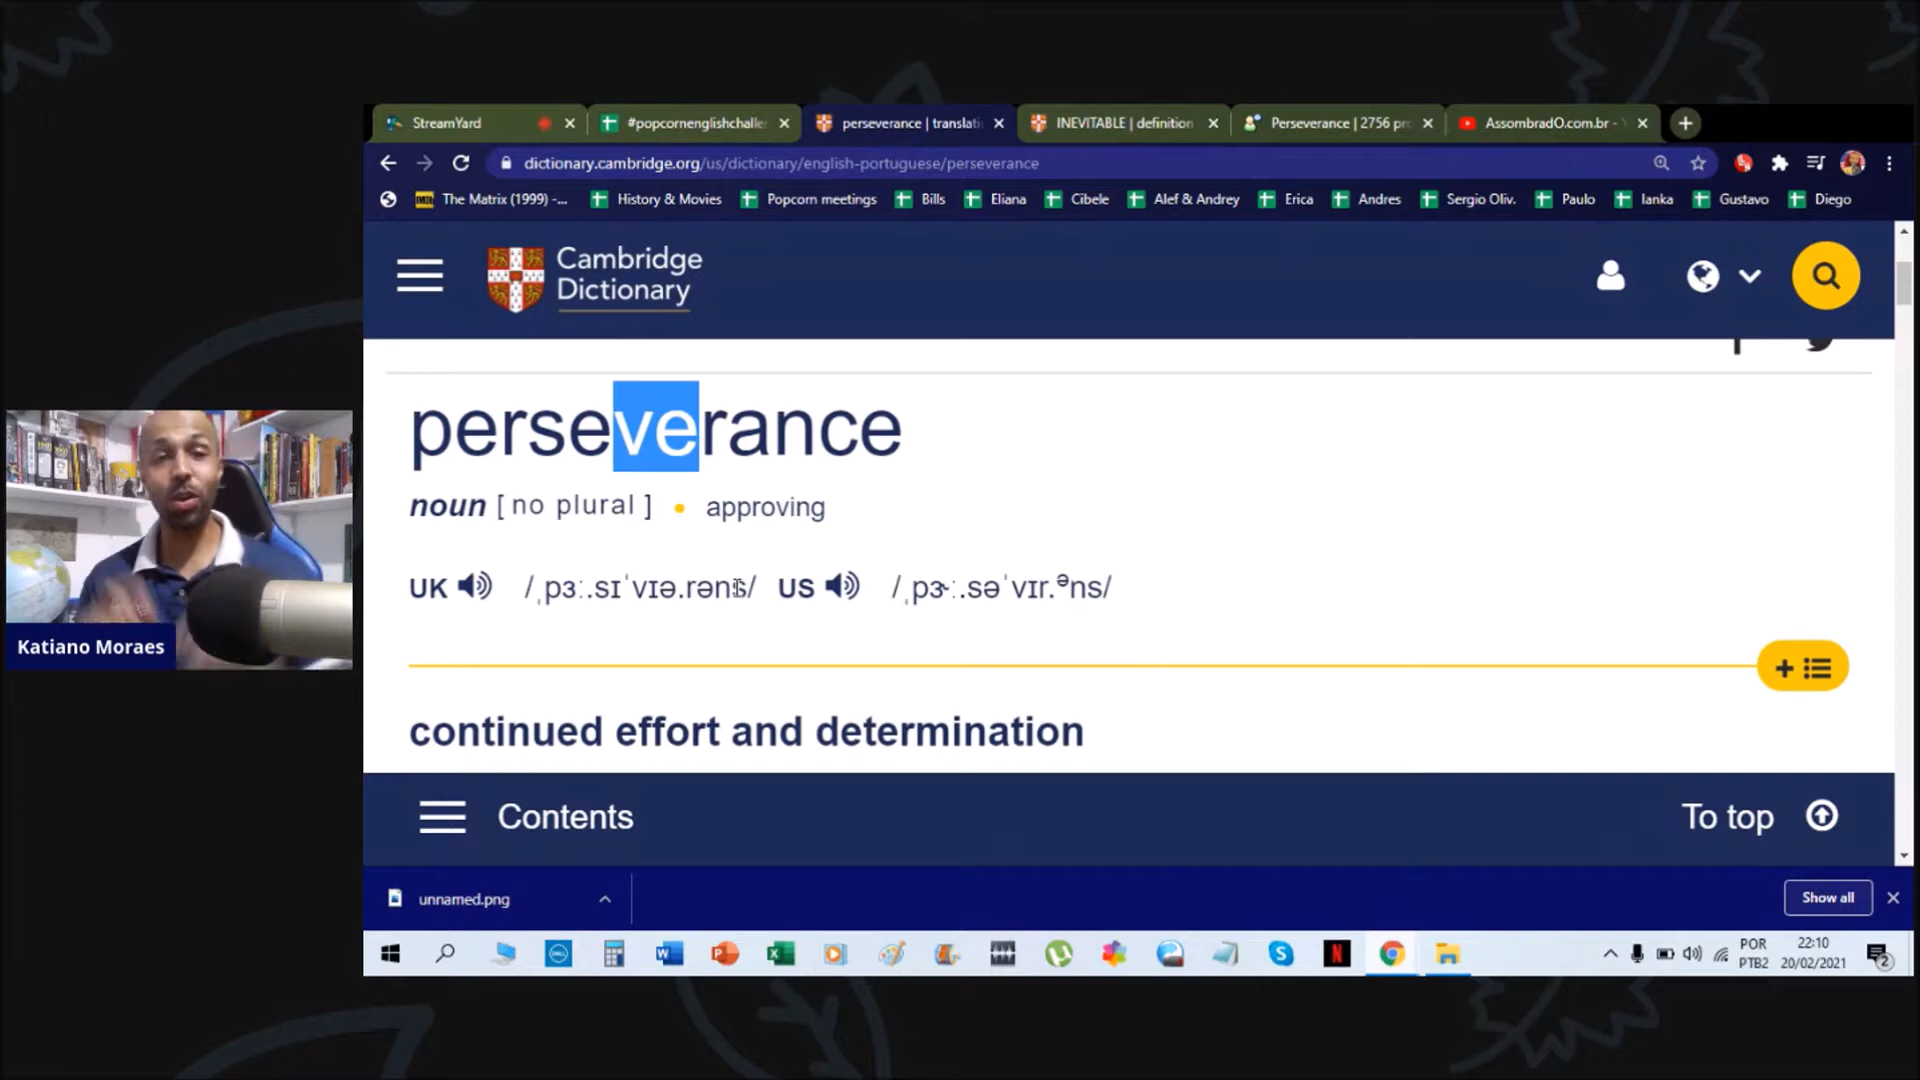 StreamYard
#popcornenglishchalle
perseverance | translati
INEVITABLE | definition
Perseverance | 2756 pr
AssombradO.com.br -
dictionary.cambridge.org/us/dictionary/english-portuguese/perseverance
IMDb
The Matrix (1999) -...
History & Movies
Popcorn meetings
Bills
Eliana
Cibele
Alef & Andrey
Erica
Andres
Sergio Oliv.
Paulo
Ianka
Gustavo
Diego
Cambridge
Dictionary
perseverance
noun [ no plural ] • approving
UK /ˌpɜː.sɪˈvɪə.rəns/ US /ˌpɝː.səˈvɪr.ᵊns/
continued effort and determination
Katiano Moraes
Contents
To top
unnamed.png
Show all
POR
PTB2
22:10
20/02/2021
2